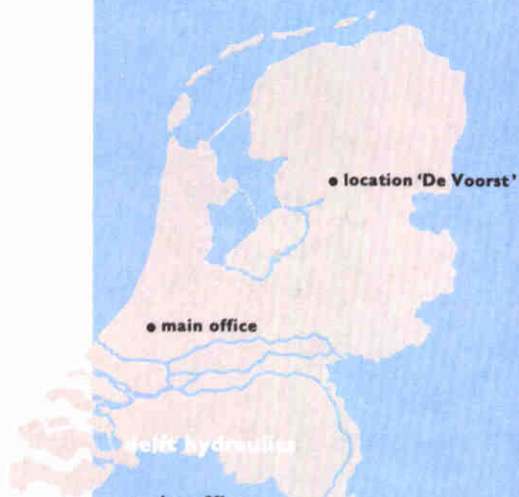 • location 'De Voorst'
• main office
delft hydraulics